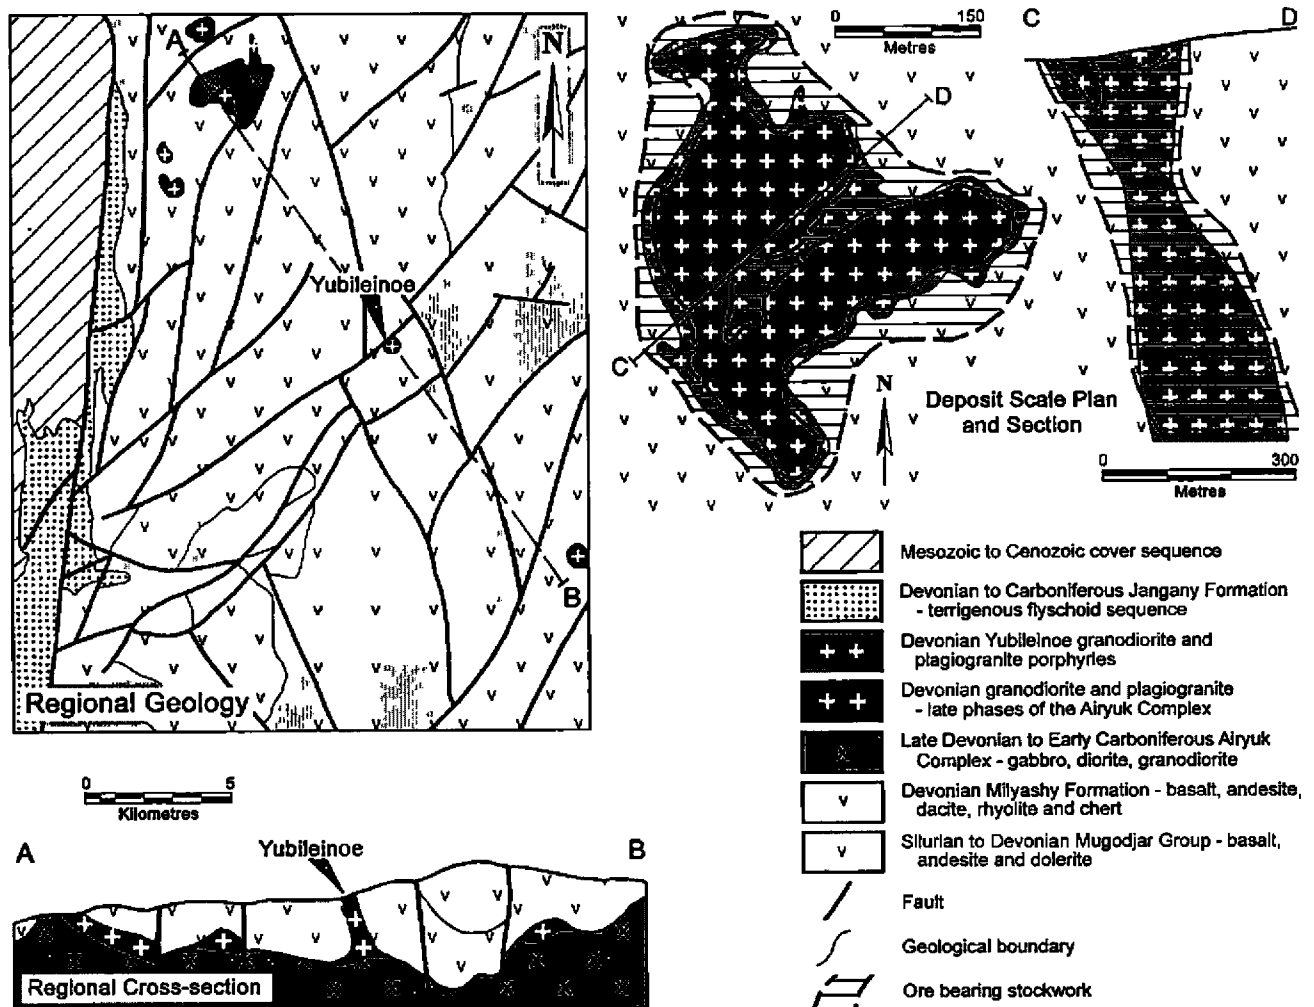 A
N
Yubileinoe
B
Regional Geology
0 5
Kilometres
A
Yubileinoe
B
Regional Cross-section
0 150
Metres
D
C
N
Deposit Scale Plan
and Section
C D
0 300
Metres
Mesozoic to Cenozoic cover sequence
Devonian to Carboniferous Jangany Formation
- terrigenous flyschoid sequence
Devonian Yubileinoe granodiorite and
plagiogranite porphyries
Devonian granodiorite and plagiogranite
- late phases of the Airyuk Complex
Late Devonian to Early Carboniferous Airyuk
Complex - gabbro, diorite, granodiorite
Devonian Milyashy Formation - basalt, andesite,
dacite, rhyolite and chert
Silurian to Devonian Mugodjar Group - basalt,
andesite and dolerite
Fault
Geological boundary
Ore bearing stockwork